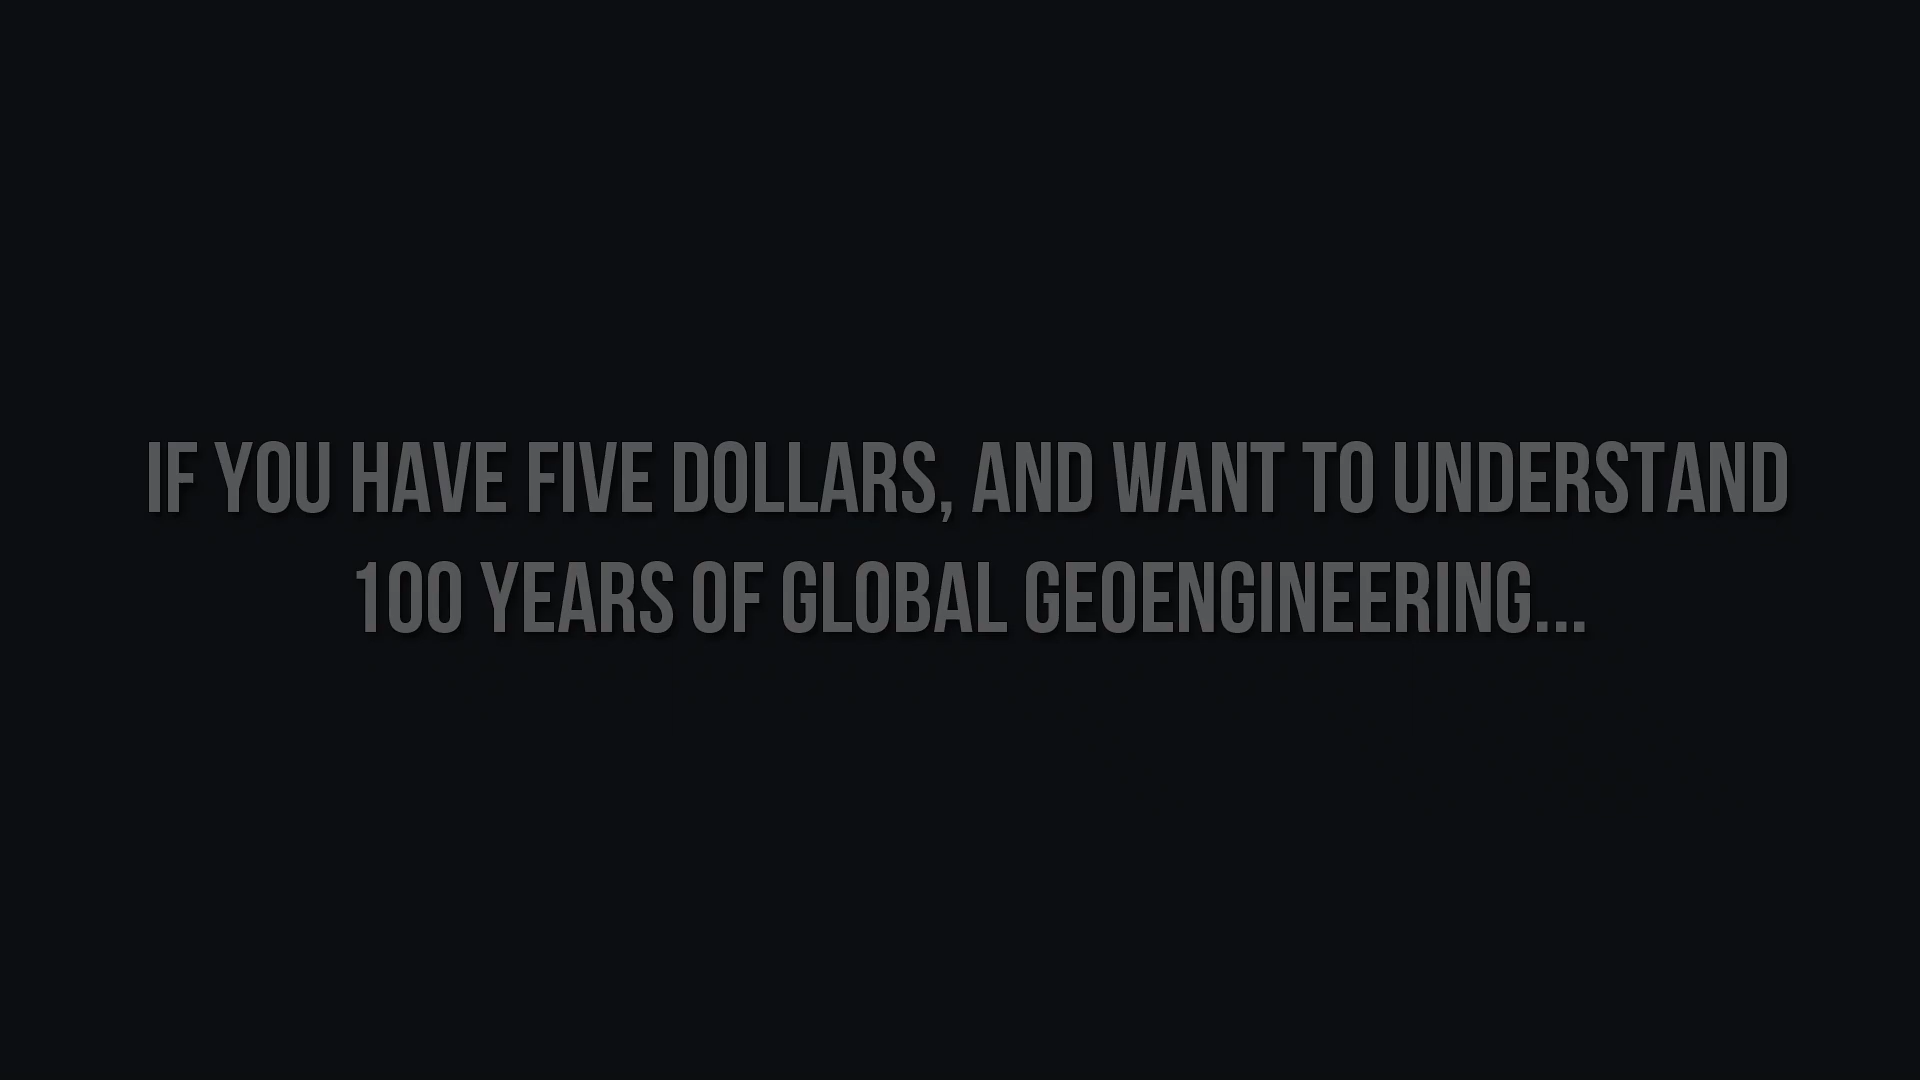 IF YOU HAVE FIVE DOLLARS, AND WANT TO UNDERSTAND
100 YEARS OF GLOBAL GEOENGINEERING...